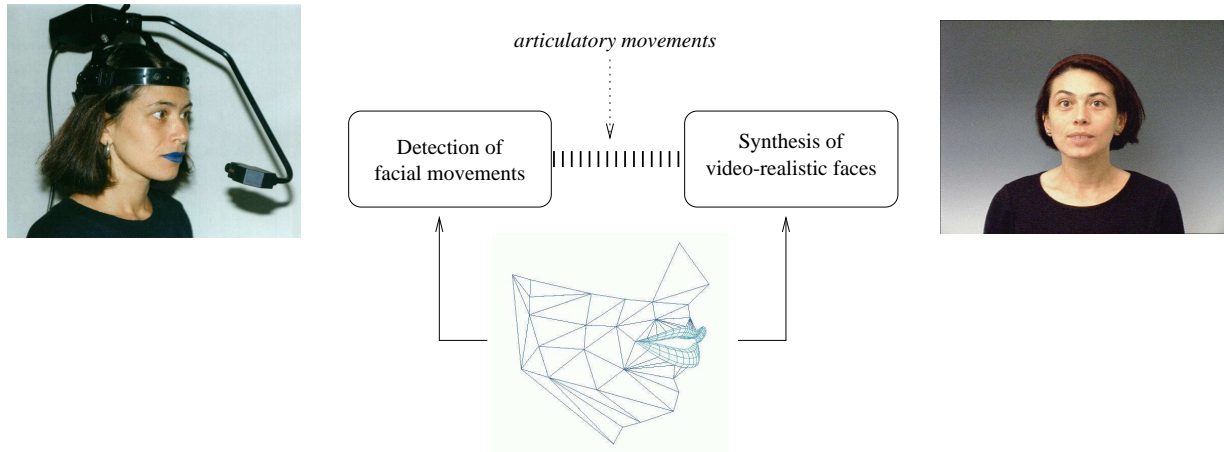 articulatory movements
Detection of
facial movements
Synthesis of
video-realistic faces